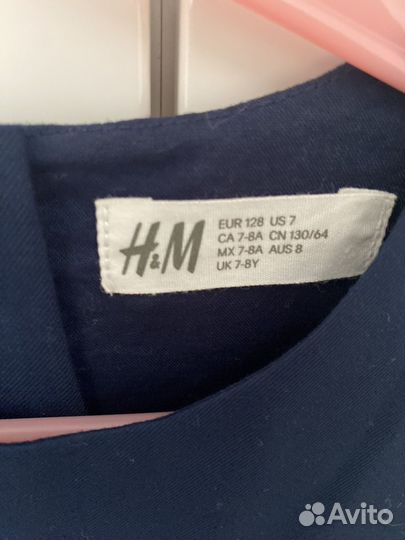 H&M
EUR 128 US 7
CA 7-8A CN 130/64
MX 7-8A AUS 8
UK 7-8Y
Avito